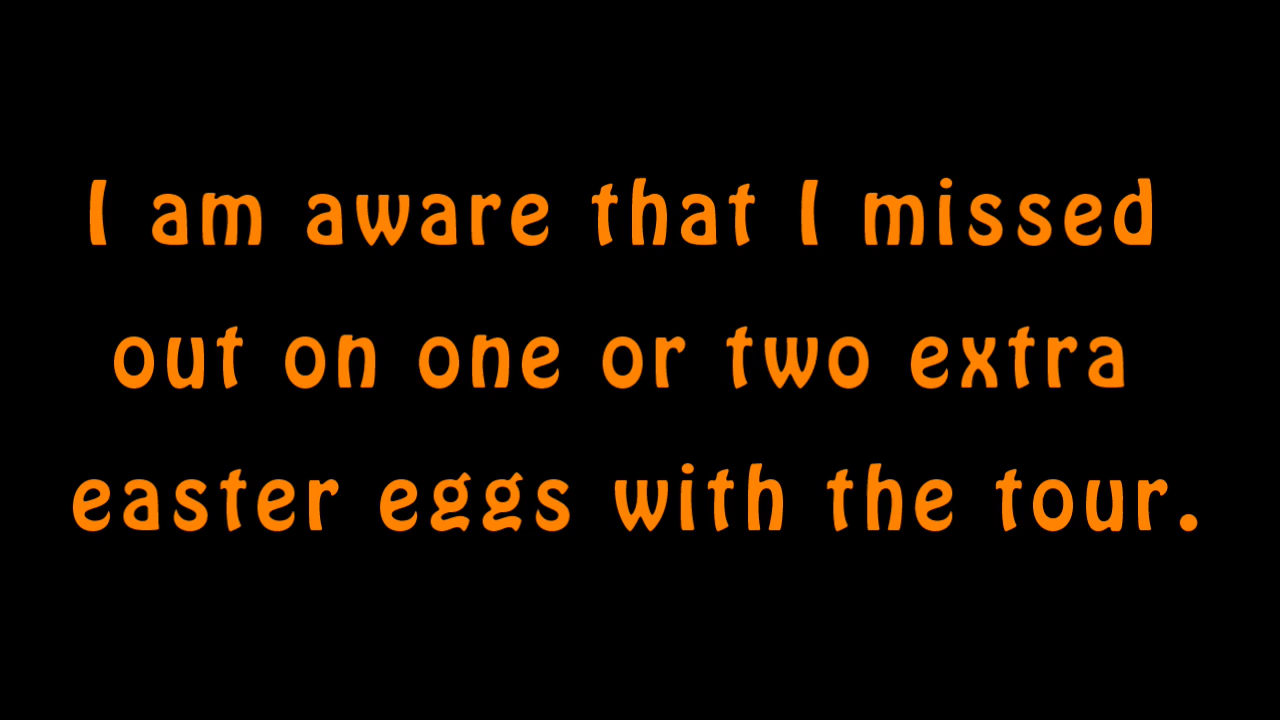 I am aware that I missed
out on one or two extra
easter eggs with the tour.